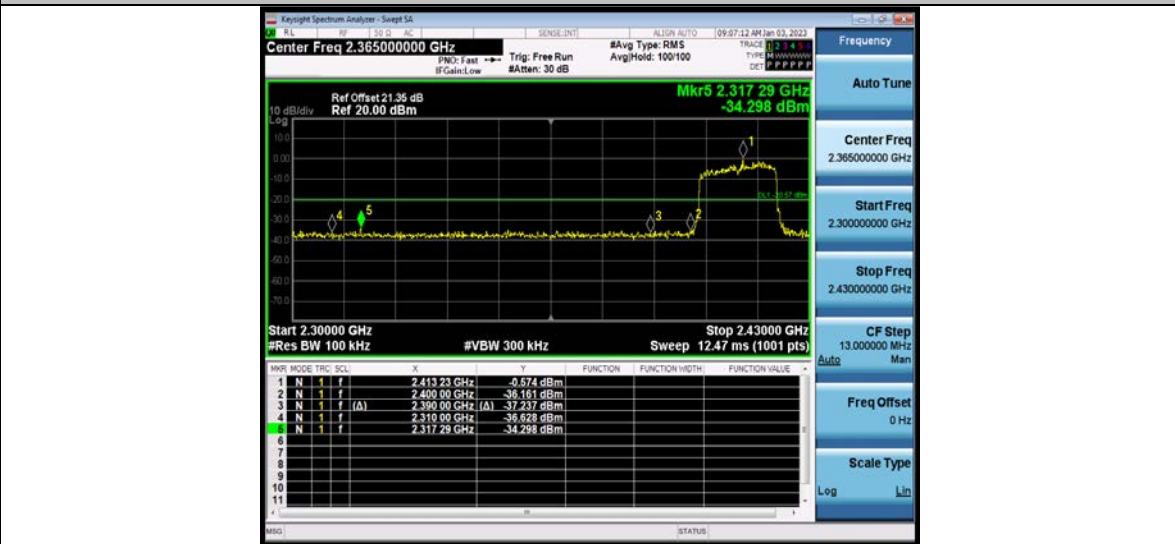 Keysight Spectrum Analyzer - Swept SA
RL RF 50 Ω AC SENSE:INT ALIGN AUTO 09:07:12 AM Jan 03, 2023
Center Freq 2.365000000 GHz
PNO: Fast
IFGain:Low
Trig: Free Run
#Atten: 30 dB
#Avg Type: RMS
Avg|Hold: 100/100
TRACE 1 2 3 4 5 6
TYPE M W W W W W
DET P P P P P P
Frequency
Mkr5 2.317 29 GHz
-34.298 dBm
Ref Offset 21.35 dB
10 dB/div Ref 20.00 dBm
Log
10.0
0.00
-10.0
-20.0
-30.0
-40.0
-50.0
-60.0
-70.0
1
2
3
4
5
DL1 -20.57 dBm
Start 2.30000 GHz Stop 2.43000 GHz
#Res BW 100 kHz #VBW 300 kHz Sweep 12.47 ms (1001 pts)
MKR MODE TRC SCL X Y FUNCTION FUNCTION WIDTH FUNCTION VALUE
1 N 1 f 2.413 23 GHz -0.574 dBm
2 N 1 f 2.400 00 GHz -36.161 dBm
3 N 1 f (Δ) 2.390 00 GHz (Δ) -37.237 dBm
4 N 1 f 2.310 00 GHz -36.628 dBm
5 N 1 f 2.317 29 GHz -34.298 dBm
6
7
8
9
10
11
MSG STATUS
Auto Tune
Center Freq
2.365000000 GHz
Start Freq
2.300000000 GHz
Stop Freq
2.430000000 GHz
CF Step
13.000000 MHz
Auto Man
Freq Offset
0 Hz
Scale Type
Log Lin